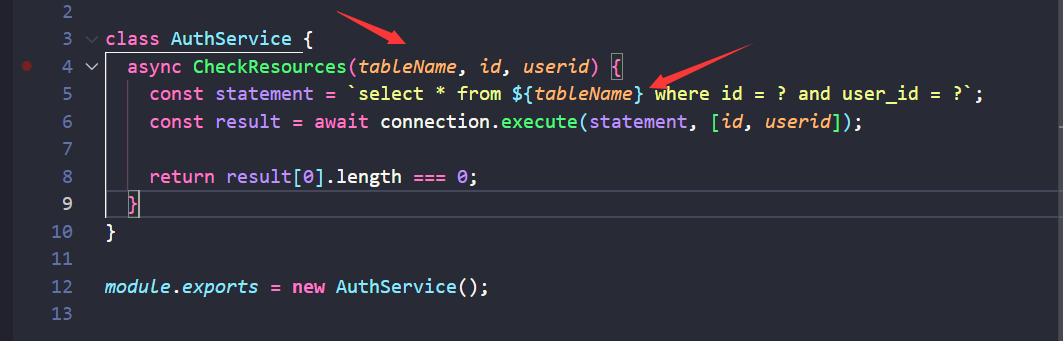 2
3 class AuthService {
4 async CheckResources(tableName, id, userid) {
5 const statement = `select * from ${tableName} where id = ? and user_id = ?`;
6 const result = await connection.execute(statement, [id, userid]);
7
8 return result[0].length === 0;
9 }
10 }
11
12 module.exports = new AuthService();
13